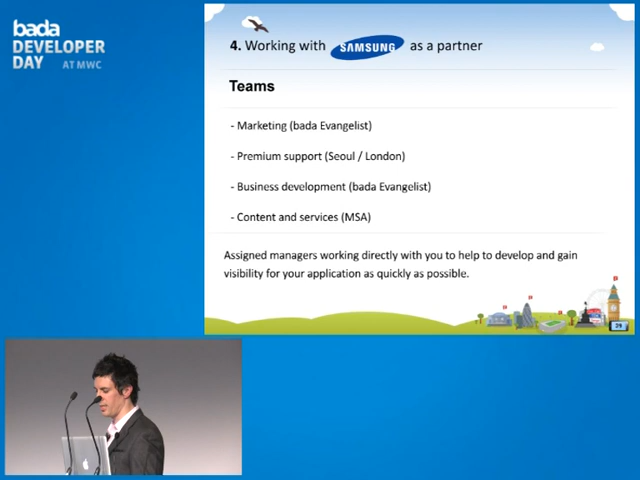 bada
DEVELOPER
DAY AT MWC
4. Working with SAMSUNG as a partner
Teams
- Marketing (bada Evangelist)
- Premium support (Seoul / London)
- Business development (bada Evangelist)
- Content and services (MSA)
Assigned managers working directly with you to help to develop and gain
visibility for your application as quickly as possible.
39